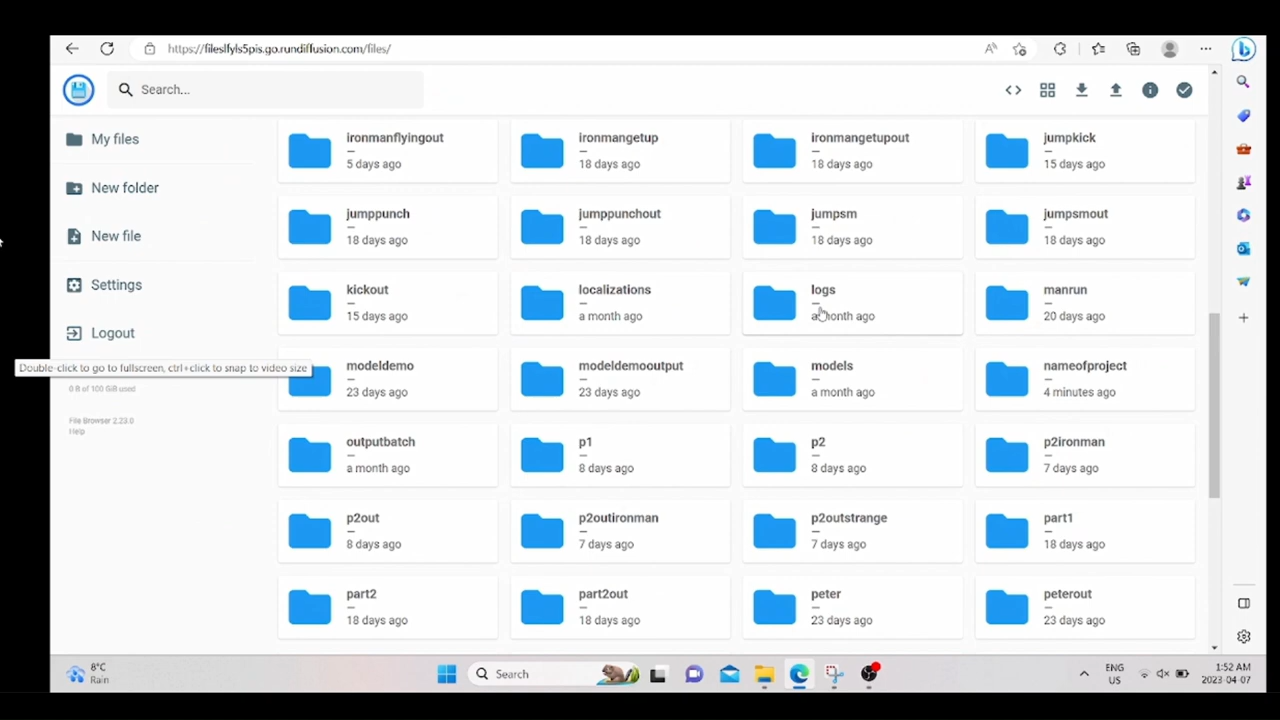 https://fileslfyls5pis.go.rundiffusion.com/files/
Search...
My files
New folder
New file
Settings
Logout
Double-click to go to fullscreen, ctrl+click to snap to video size
0 B of 100 GiB used
File Browser 2.23.0
Help
ironmanflyingout
5 days ago
ironmangetup
18 days ago
ironmangetupout
18 days ago
jumpkick
15 days ago
jumppunch
18 days ago
jumppunchout
18 days ago
jumpsm
18 days ago
jumpsmout
18 days ago
kickout
15 days ago
localizations
a month ago
logs
a month ago
manrun
20 days ago
modeldemo
23 days ago
modeldemooutput
23 days ago
models
a month ago
nameofproject
4 minutes ago
outputbatch
a month ago
p1
8 days ago
p2
8 days ago
p2ironman
7 days ago
p2out
8 days ago
p2outironman
7 days ago
p2outstrange
7 days ago
part1
18 days ago
part2
18 days ago
part2out
18 days ago
peter
23 days ago
peterout
23 days ago
8°C
Rain
Search
ENG
US
1:52 AM
2023-04-07